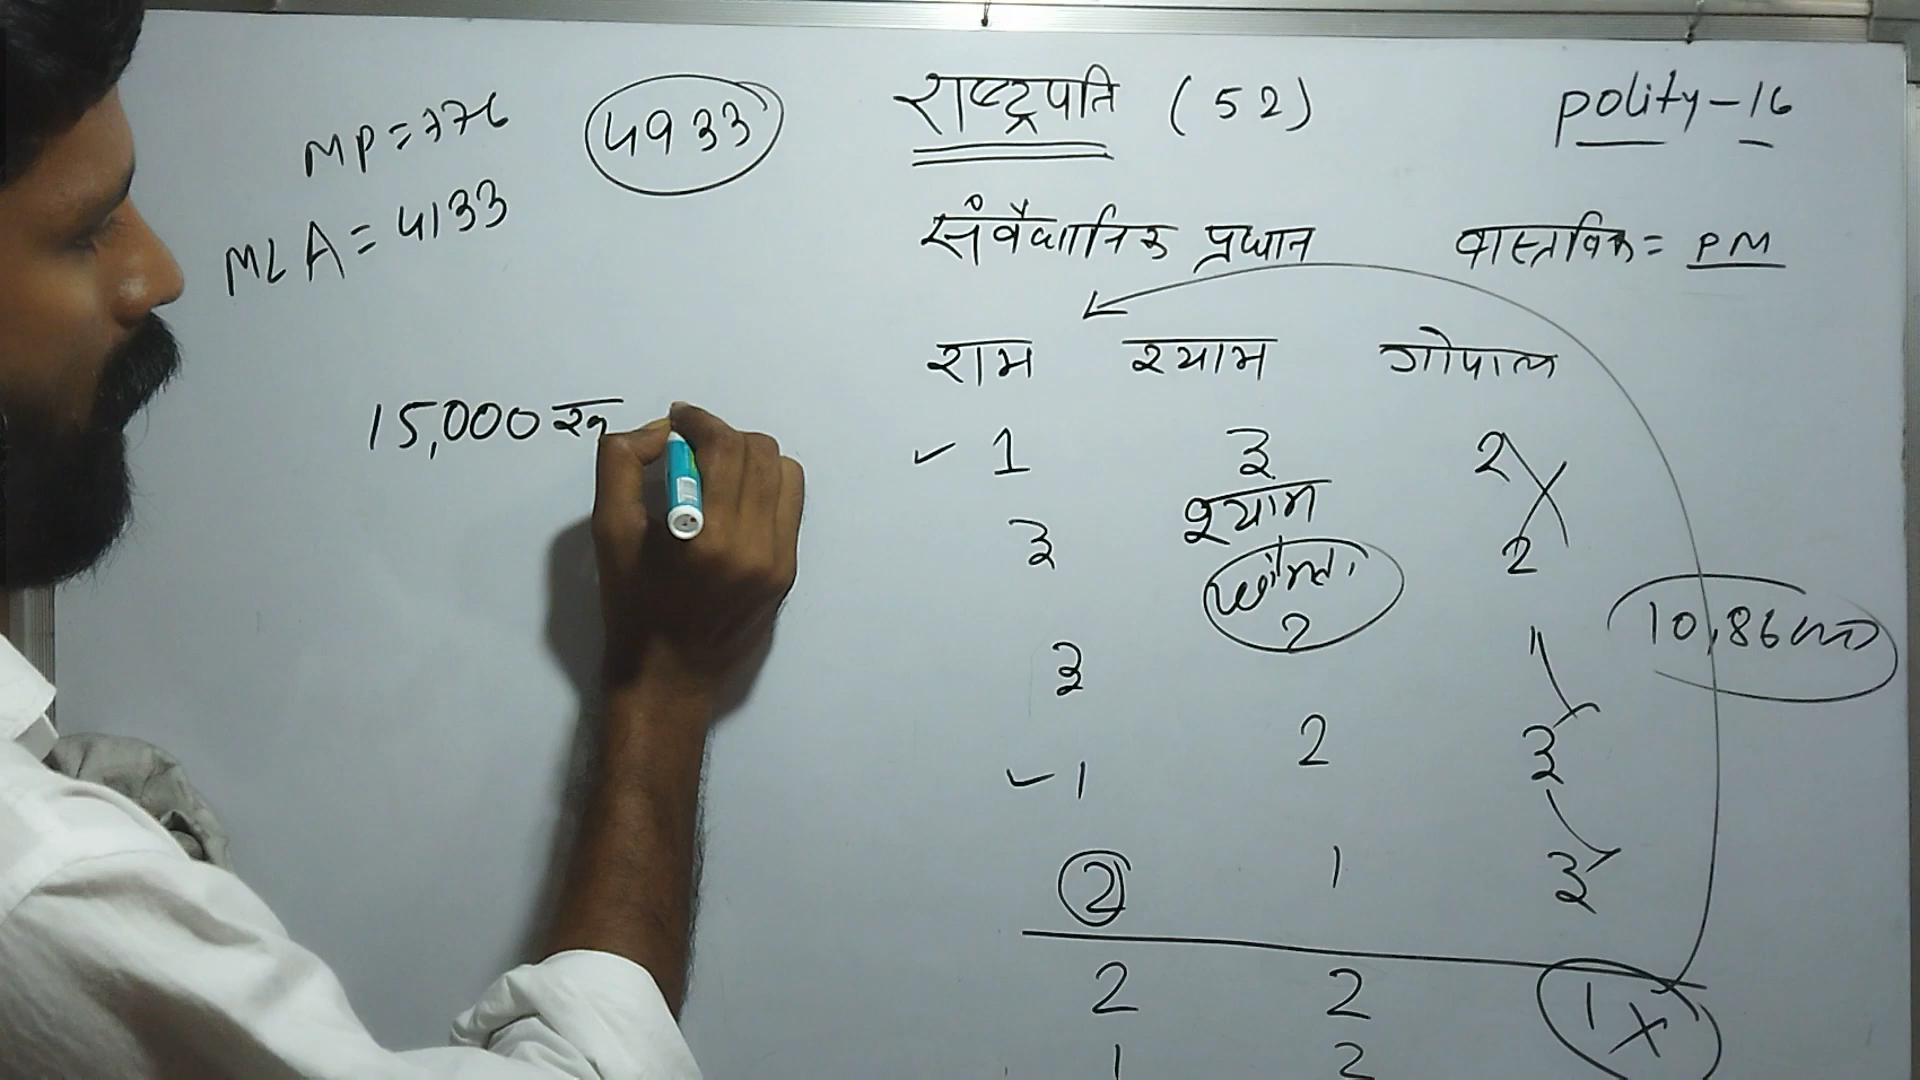 राष्ट्रपति (52)
polity-16
MP=776
4933
MLA=4133
संवैधानिक प्रधान
वास्तविक= PM
राम श्याम गोपाल
15,000
1 3 2
श्याम
3 2
2
3 1
1 2 3
10,86
2 1 3
2 2 1 X
1 2